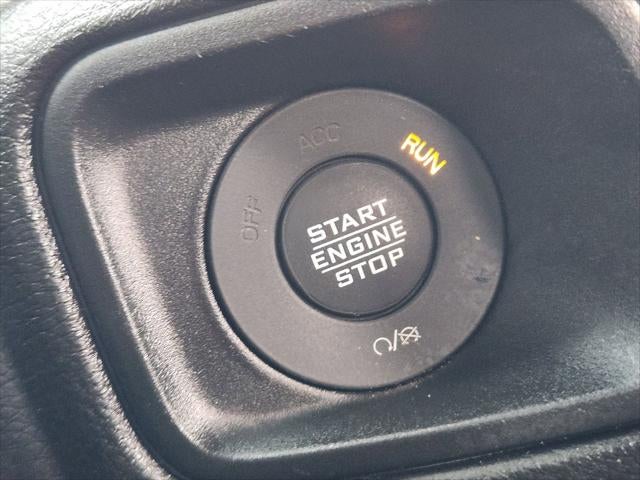 OFF
ACC
RUN
START
ENGINE
STOP